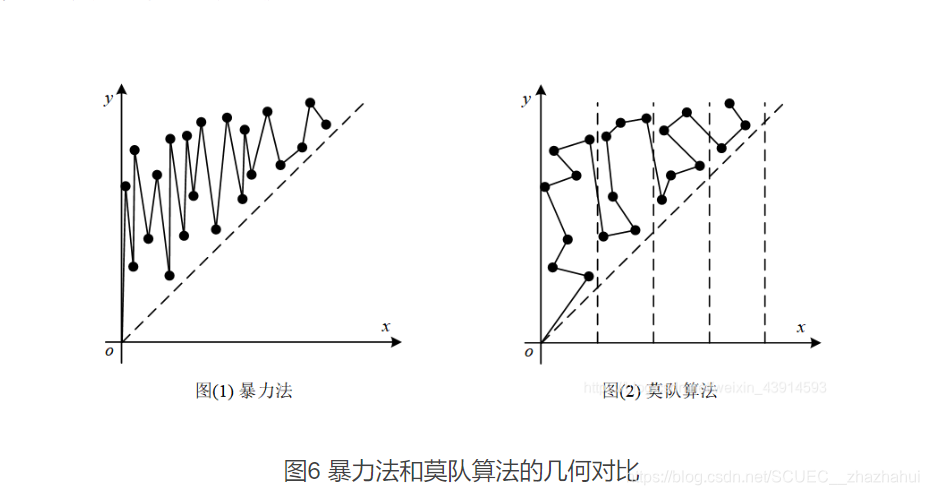 y
y
x
x
o
o
图(1) 暴力法
图(2) 莫队算法
weixin_43914593
图6 暴力法和莫队算法的几何对比
https://blog.csdn.net/SCUEC__zhazhahui